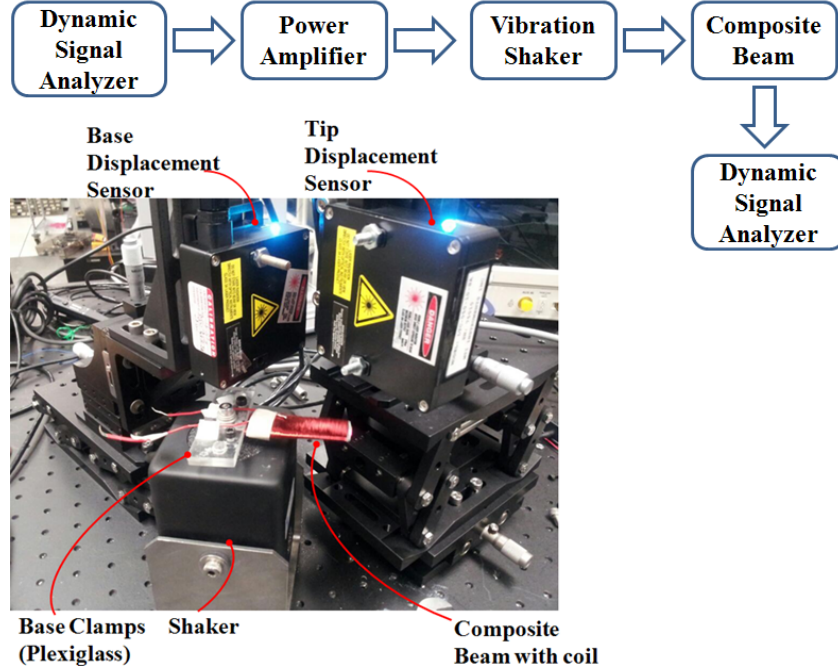 Dynamic
Signal
Analyzer
Power
Amplifier
Vibration
Shaker
Composite
Beam
Dynamic
Signal
Analyzer
Base
Displacement
Sensor
Tip
Displacement
Sensor
DANGER
Base Clamps
(Plexiglass)
Shaker
Composite
Beam with coil